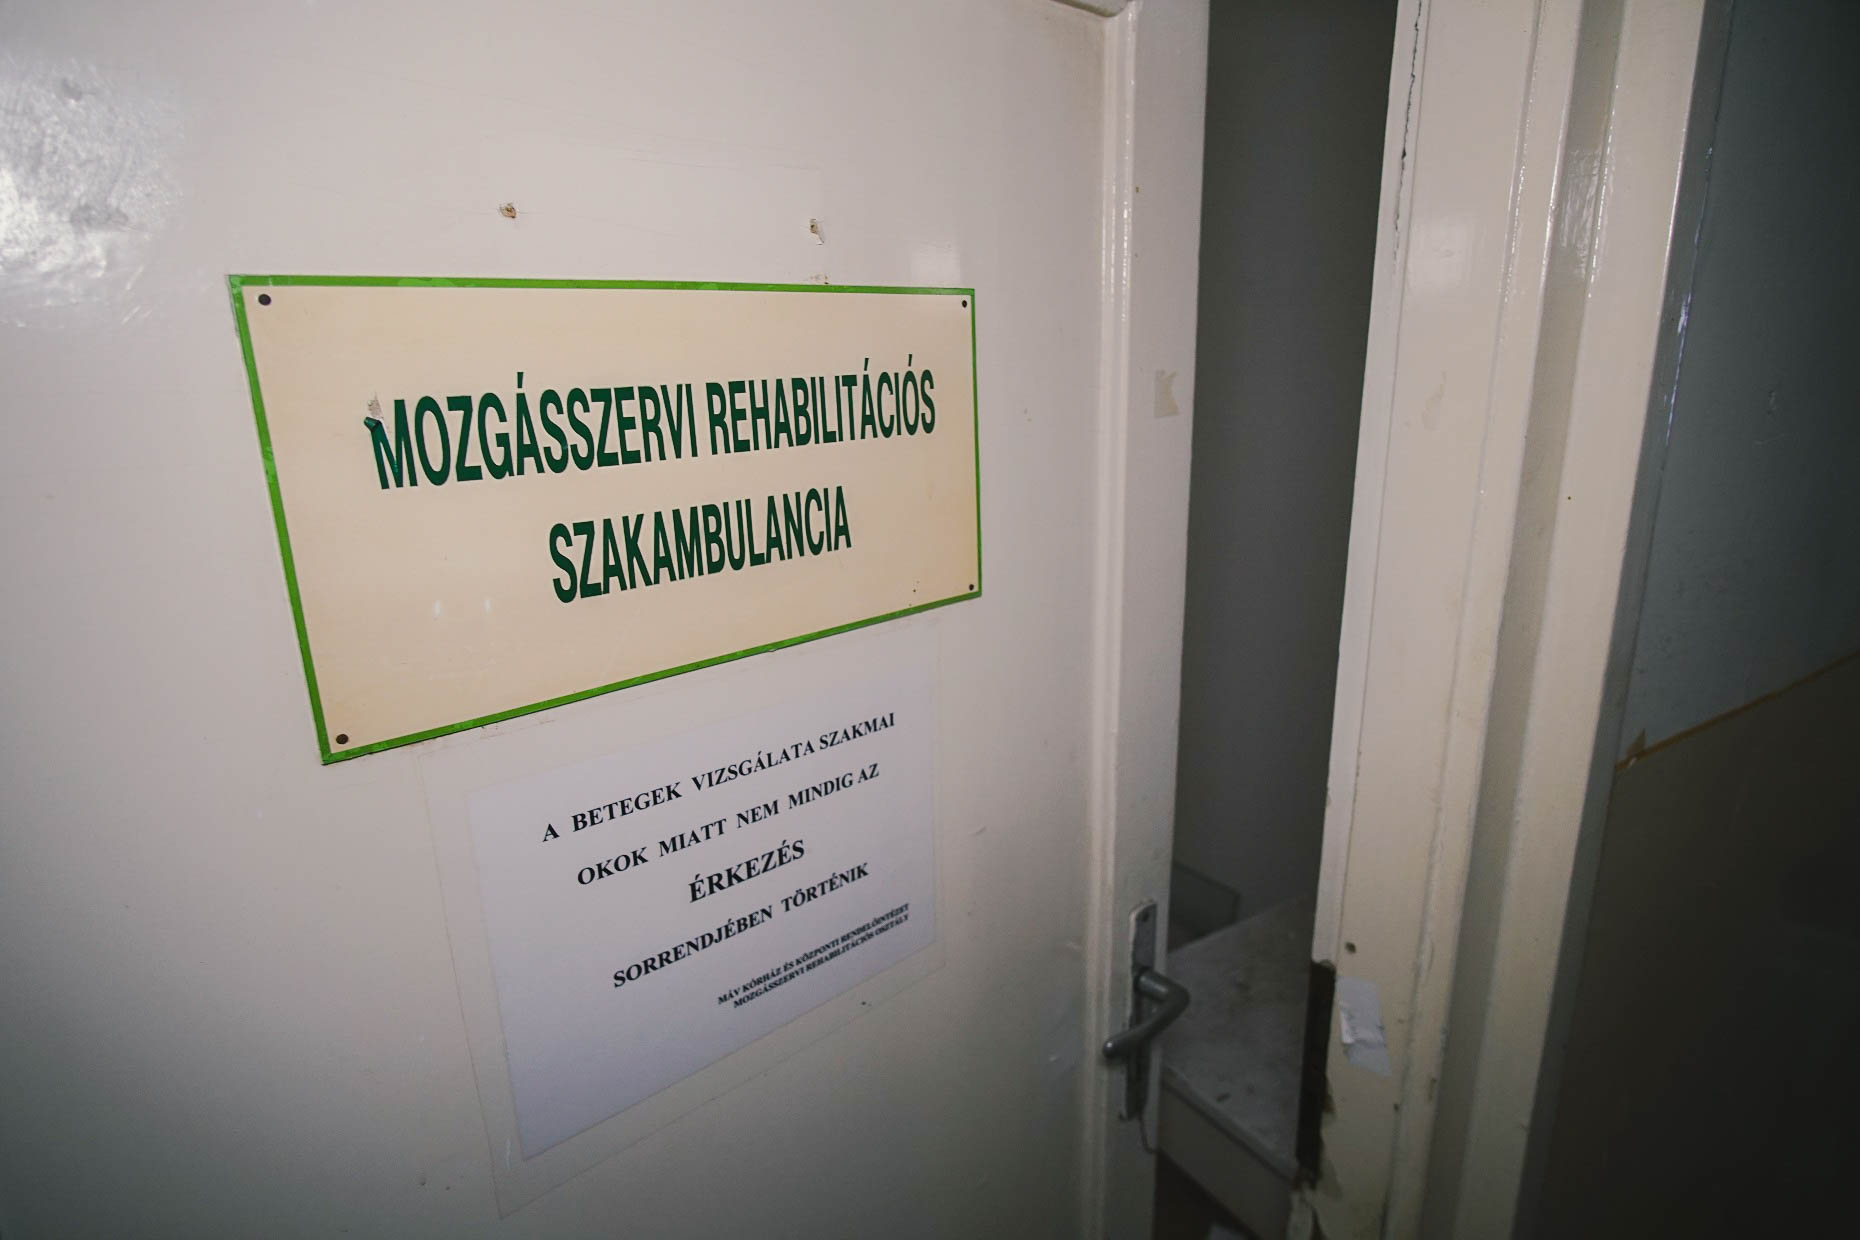 MOZGÁSSZERVI REHABILITÁCIÓS
SZAKAMBULANCIA
A BETEGEK VIZSGÁLATA SZAKMAI
OKOK MIATT NEM MINDIG AZ
ÉRKEZÉS
SORRENDJÉBEN TÖRTÉNIK
MÁV KÓRHÁZ ÉS KÖZPONTI RENDELŐINTÉZET
MOZGÁSSZERVI REHABILITÁCIÓS OSZTÁLY